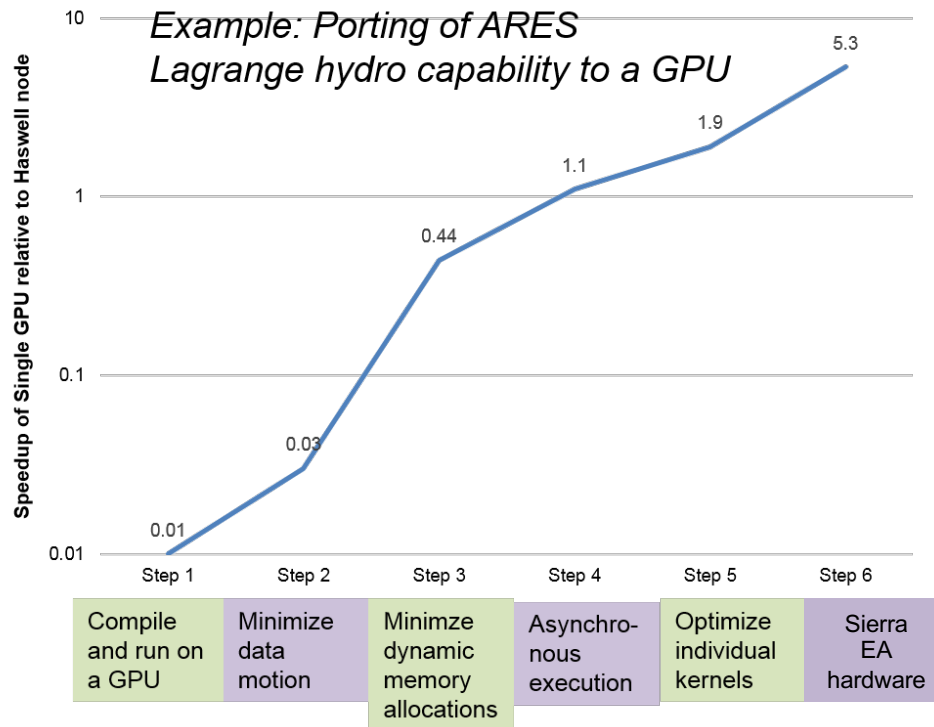 Example: Porting of ARES
Lagrange hydro capability to a GPU
Speedup of Single GPU relative to Haswell node
10
1
0.1
0.01
0.01
0.03
0.44
1.1
1.9
5.3
Step 1
Step 2
Step 3
Step 4
Step 5
Step 6
Compile
and run on
a GPU
Minimize
data
motion
Minimze
dynamic
memory
allocations
Asynchro-
nous
execution
Optimize
individual
kernels
Sierra
EA
hardware